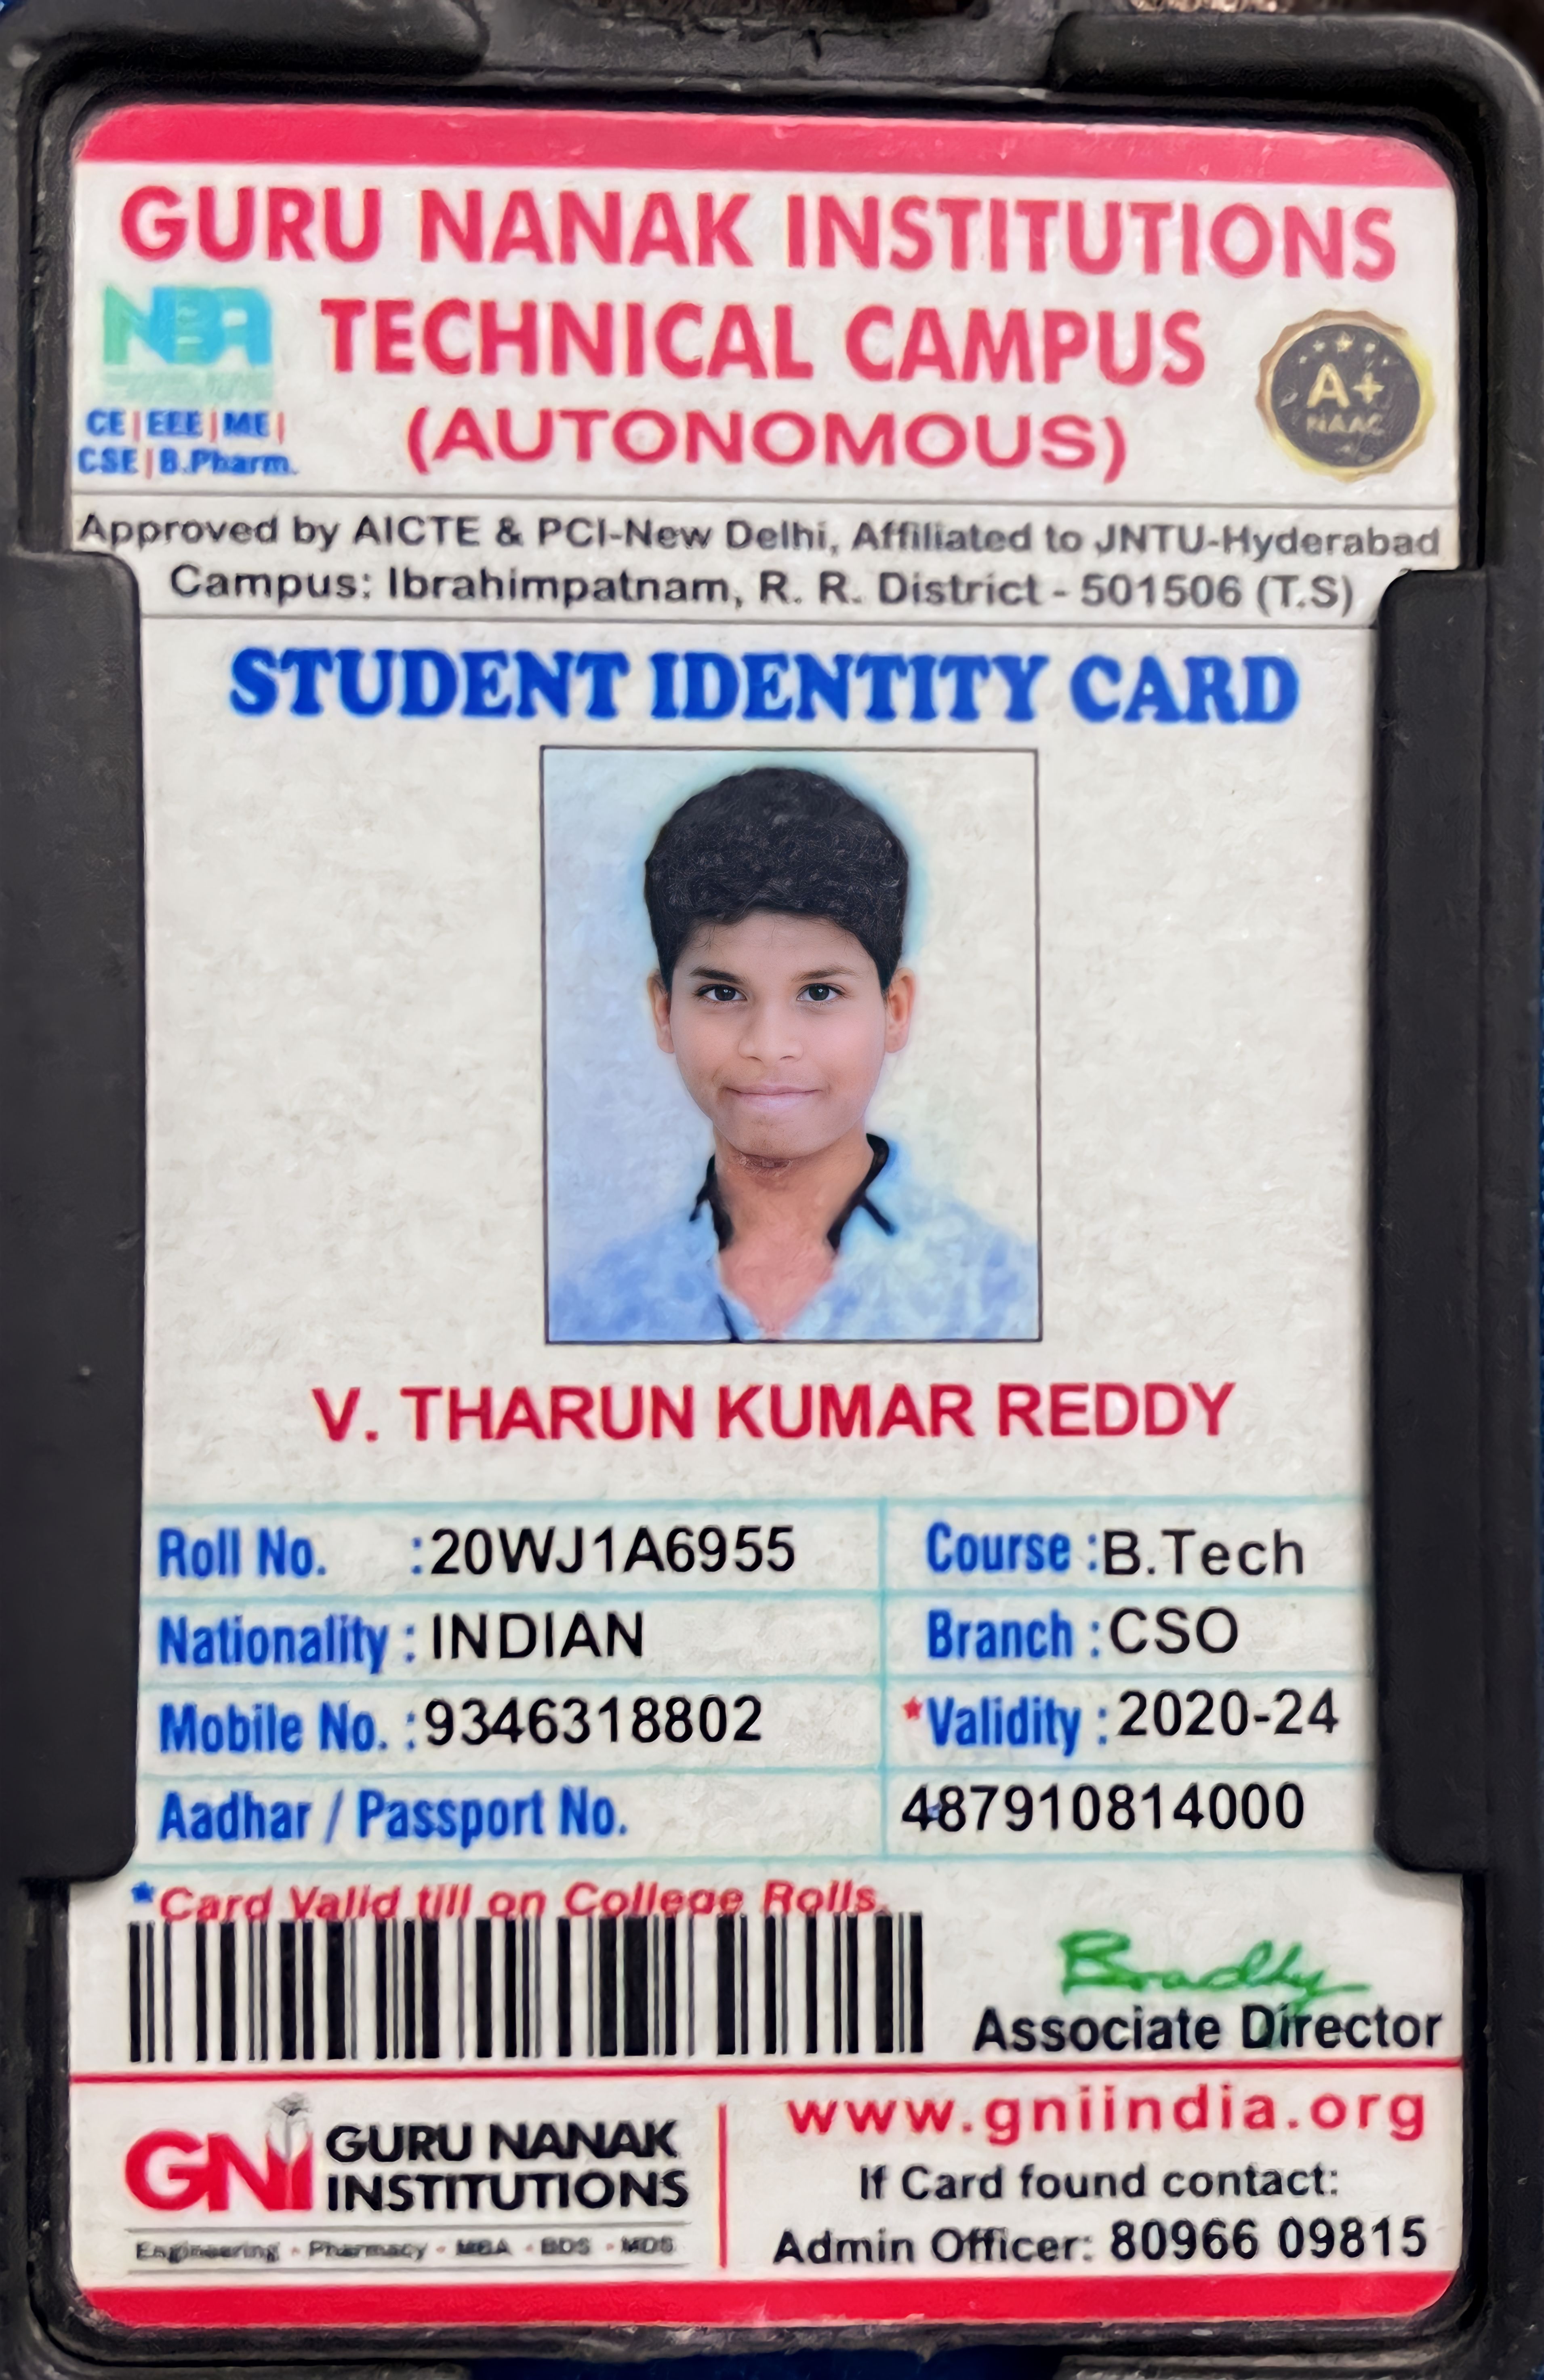 GURU NANAK INSTITUTIONS
TECHNICAL CAMPUS
(AUTONOMOUS)
NBA
CE | EEE | ME |
CSE | B.Pharm.
A+
NAAC
Approved by AICTE & PCI-New Delhi, Affiliated to JNTU-Hyderabad
Campus: Ibrahimpatnam, R. R. District - 501506 (T.S)
STUDENT IDENTITY CARD
V. THARUN KUMAR REDDY
Roll No. :20WJ1A6955
Course :B.Tech
Nationality : INDIAN
Branch :CSO
Mobile No. :9346318802
*Validity : 2020-24
Aadhar / Passport No. 487910814000
*Card Valid till on College Rolls.
Associate Director
GNI GURU NANAK
INSTITUTIONS
Engineering • Pharmacy • MBA • BDS • MDS
www.gniindia.org
If Card found contact:
Admin Officer: 80966 09815